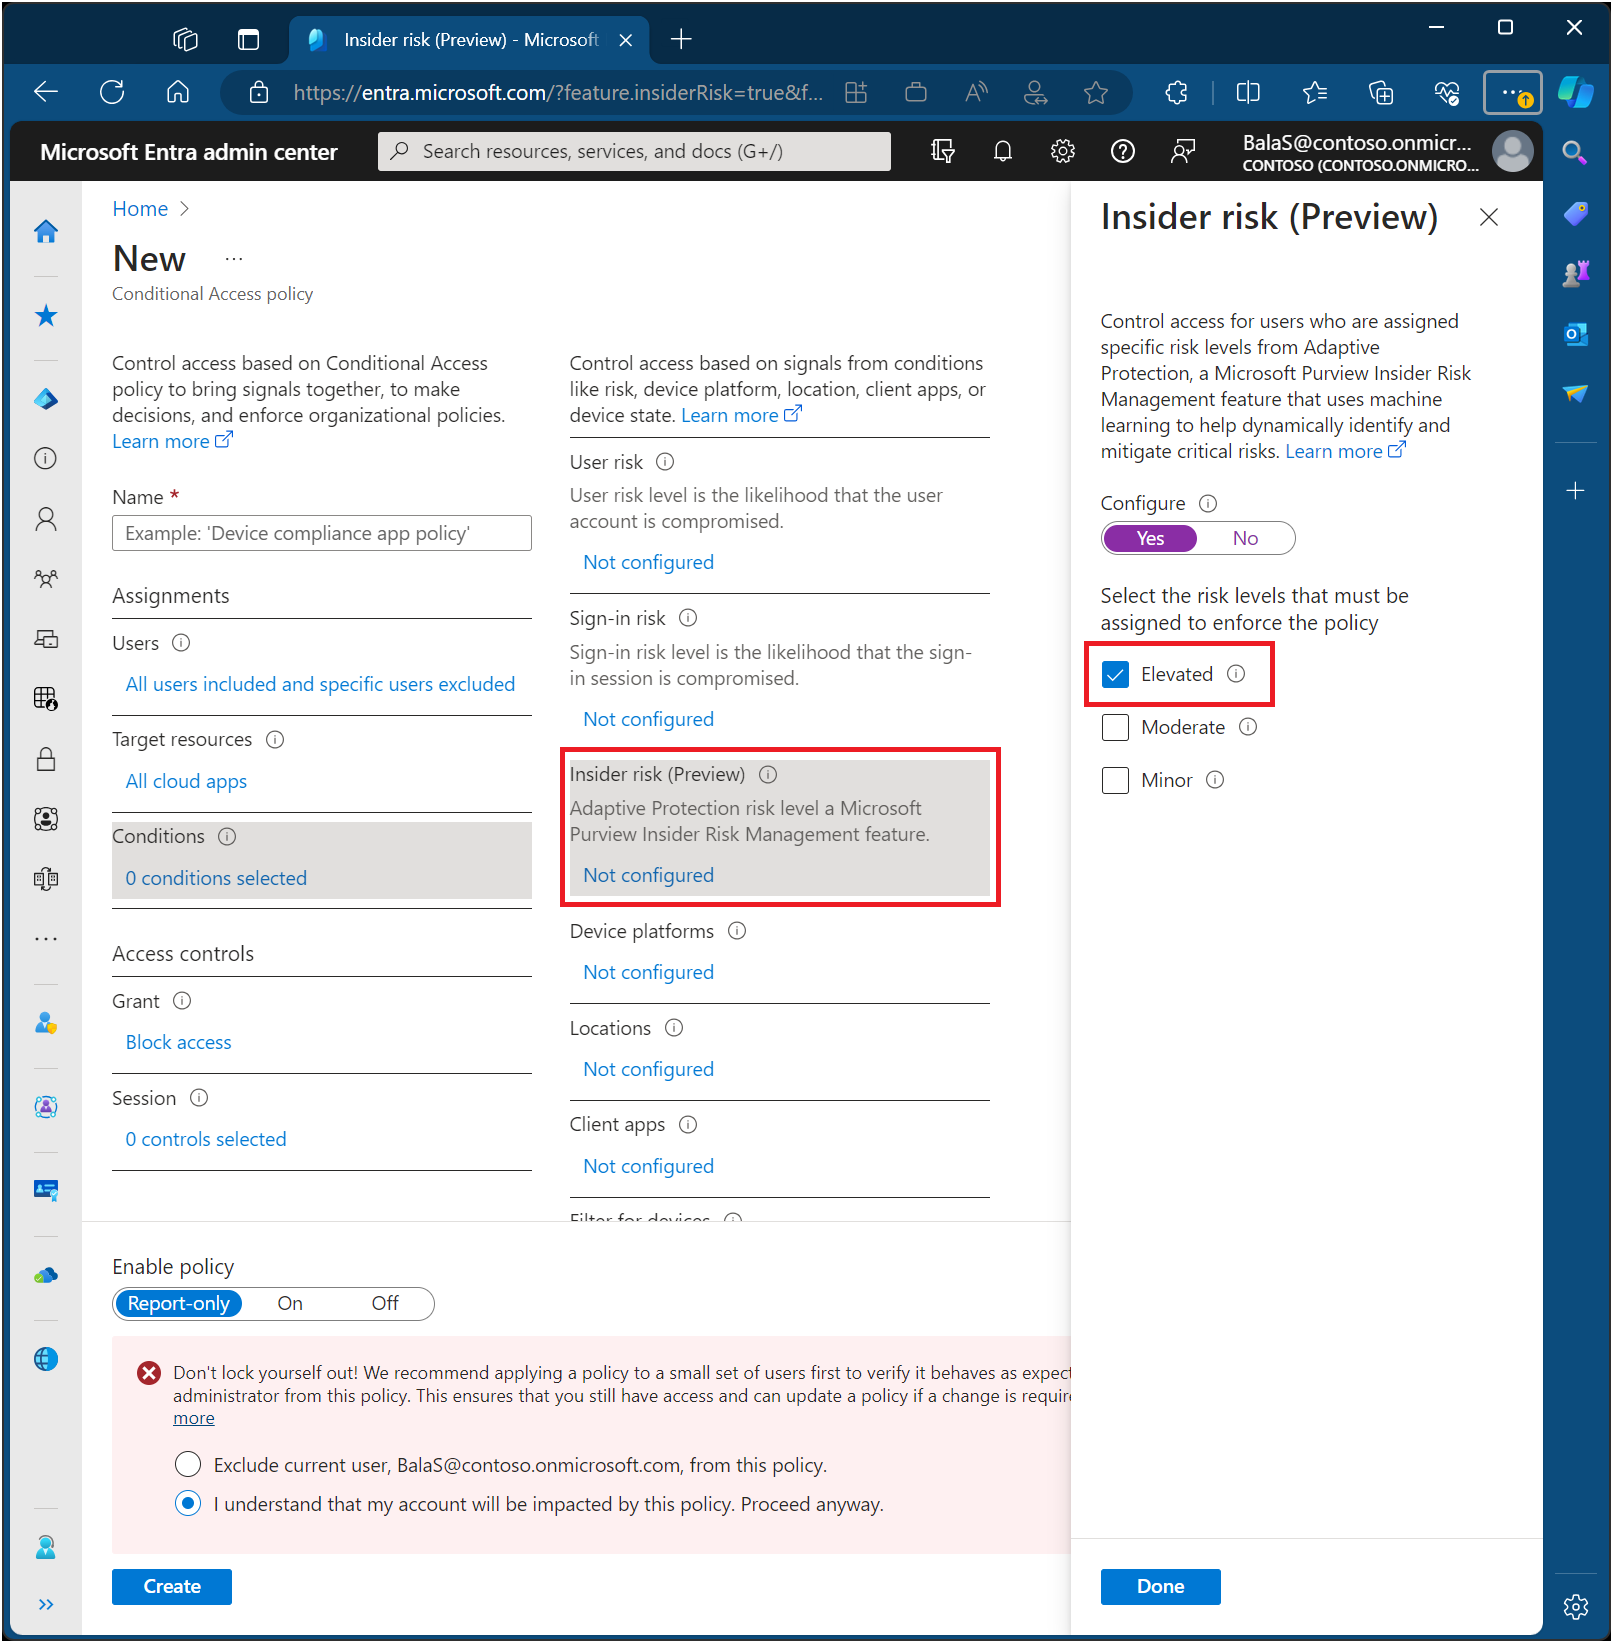 Insider risk (Preview) - Microsoft
https://entra.microsoft.com/?feature.insiderRisk=true&f...
Microsoft Entra admin center
Search resources, services, and docs (G+/)
BalaS@contoso.onmicr...
CONTOSO (CONTOSO.ONMICRO...
Home
New
...
Conditional Access policy
Control access based on Conditional Access
policy to bring signals together, to make
decisions, and enforce organizational policies.
Learn more
Name *
Example: 'Device compliance app policy'
Assignments
Users
All users included and specific users excluded
Target resources
All cloud apps
Conditions
0 conditions selected
Access controls
Grant
Block access
Session
0 controls selected
Control access based on signals from conditions
like risk, device platform, location, client apps, or
device state. Learn more
User risk
User risk level is the likelihood that the user
account is compromised.
Not configured
Sign-in risk
Sign-in risk level is the likelihood that the sign-
in session is compromised.
Not configured
Insider risk (Preview)
Adaptive Protection risk level a Microsoft
Purview Insider Risk Management feature.
Not configured
Device platforms
Not configured
Locations
Not configured
Client apps
Not configured
Filter for devices
Enable policy
Report-only On Off
Don't lock yourself out! We recommend applying a policy to a small set of users first to verify it behaves as expect
administrator from this policy. This ensures that you still have access and can update a policy if a change is require
more
Exclude current user, BalaS@contoso.onmicrosoft.com, from this policy.
I understand that my account will be impacted by this policy. Proceed anyway.
Create
Insider risk (Preview)
Control access for users who are assigned
specific risk levels from Adaptive
Protection, a Microsoft Purview Insider Risk
Management feature that uses machine
learning to help dynamically identify and
mitigate critical risks. Learn more
Configure
Yes No
Select the risk levels that must be
assigned to enforce the policy
Elevated
Moderate
Minor
Done